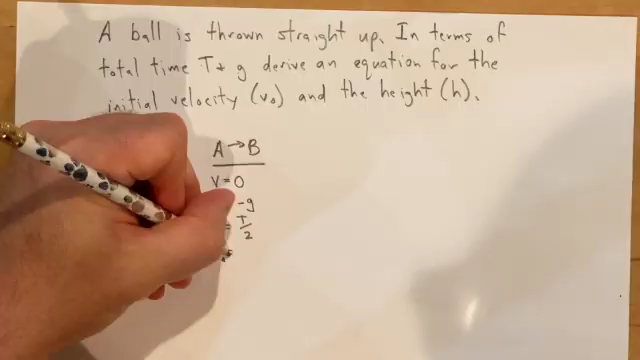 A ball is thrown straight up. In terms of
total time T + g derive an equation for the
initial velocity (v₀) and the height (h).
A → B
V = 0
-g
= T/2